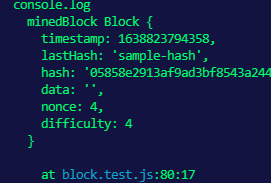 console.log
minedBlock Block {
timestamp: 1638823794358,
lastHash: 'sample-hash',
hash: '05858e2913af9ad3bf8543a244
data: '',
nonce: 4,
difficulty: 4
}
at block.test.js:80:17